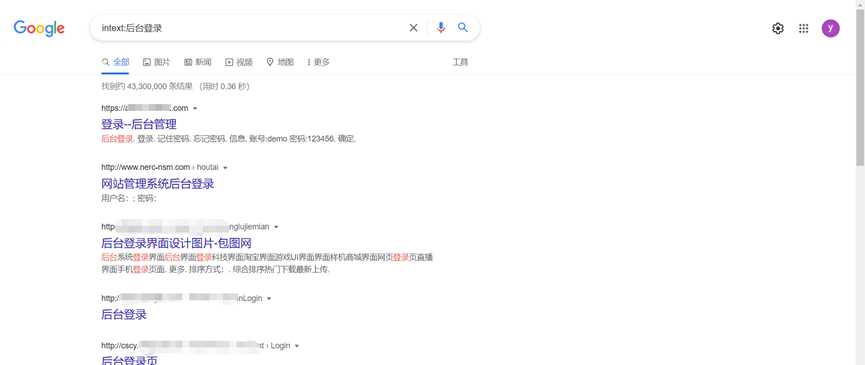 Google
intext:后台登录
y
全部 图片 新闻 视频 地图 更多 工具
找到约 43,300,000 条结果 (用时 0.36 秒)
.com
登录--后台管理
后台登录. 登录. 记住密码. 忘记密码. 信息. 账号:demo 密码:123456. 确定.
http://www.nerc-nsm.com › houtai
网站管理系统后台登录
用户名：; 密码:
http
后台登录界面设计图片-包图网
后台系统登录界面后台界面登录科技界面淘宝界面游戏UI界面界面样机商城界面网页登录页直播
界面手机登录页面. 更多. 排序方式：. 综合排序热门下载最新上传.
http:/ nLogin
后台登录
http://cscy. nt › Login
后台登录页